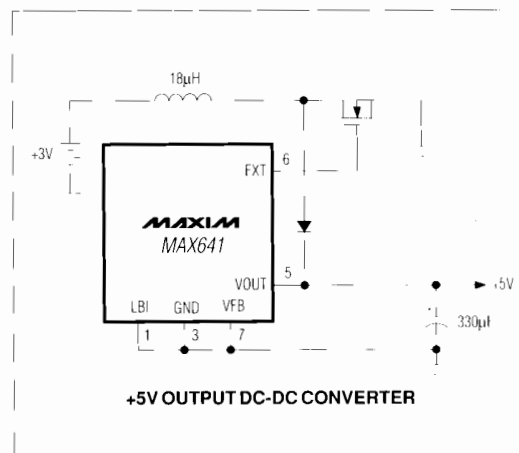 18µH
+3V
6
EXT
MAXIM
MAX641
VOUT
5
+5V
LBI GND VFB
1 3 7
330µF
+5V OUTPUT DC-DC CONVERTER